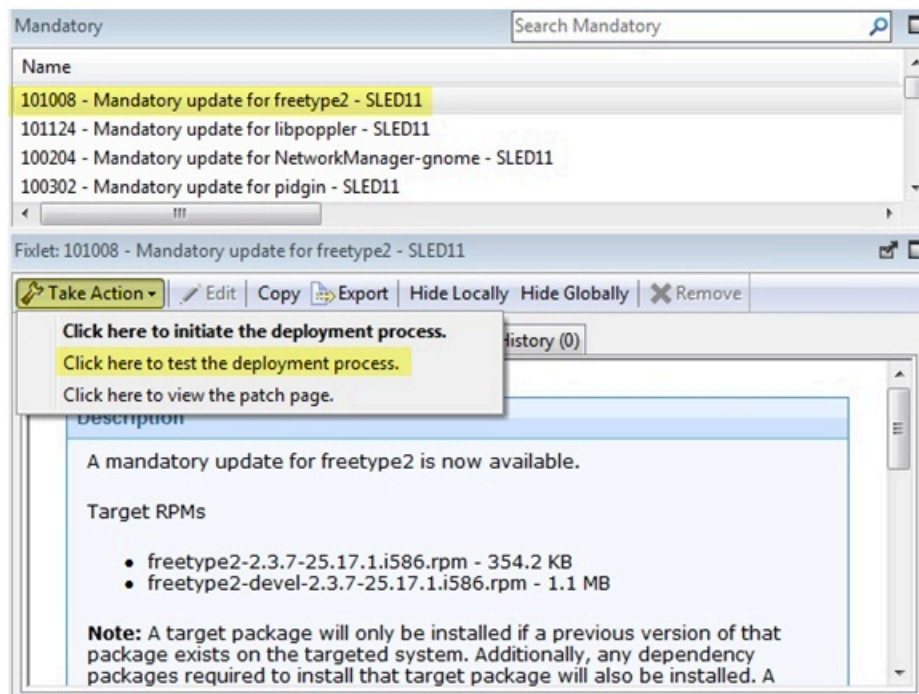 Mandatory
Search Mandatory
Name
101008 - Mandatory update for freetype2 - SLED11
101124 - Mandatory update for libpoppler - SLED11
100204 - Mandatory update for NetworkManager-gnome - SLED11
100302 - Mandatory update for pidgin - SLED11
Fixlet: 101008 - Mandatory update for freetype2 - SLED11
Take Action Edit Copy Export Hide Locally Hide Globally Remove
Click here to initiate the deployment process.
History (0)
Click here to test the deployment process.
Click here to view the patch page.
Description
A mandatory update for freetype2 is now available.
Target RPMs
• freetype2-2.3.7-25.17.1.i586.rpm - 354.2 KB
• freetype2-devel-2.3.7-25.17.1.i586.rpm - 1.1 MB
Note: A target package will only be installed if a previous version of that
package exists on the targeted system. Additionally, any dependency
packages required to install that target package will also be installed. A